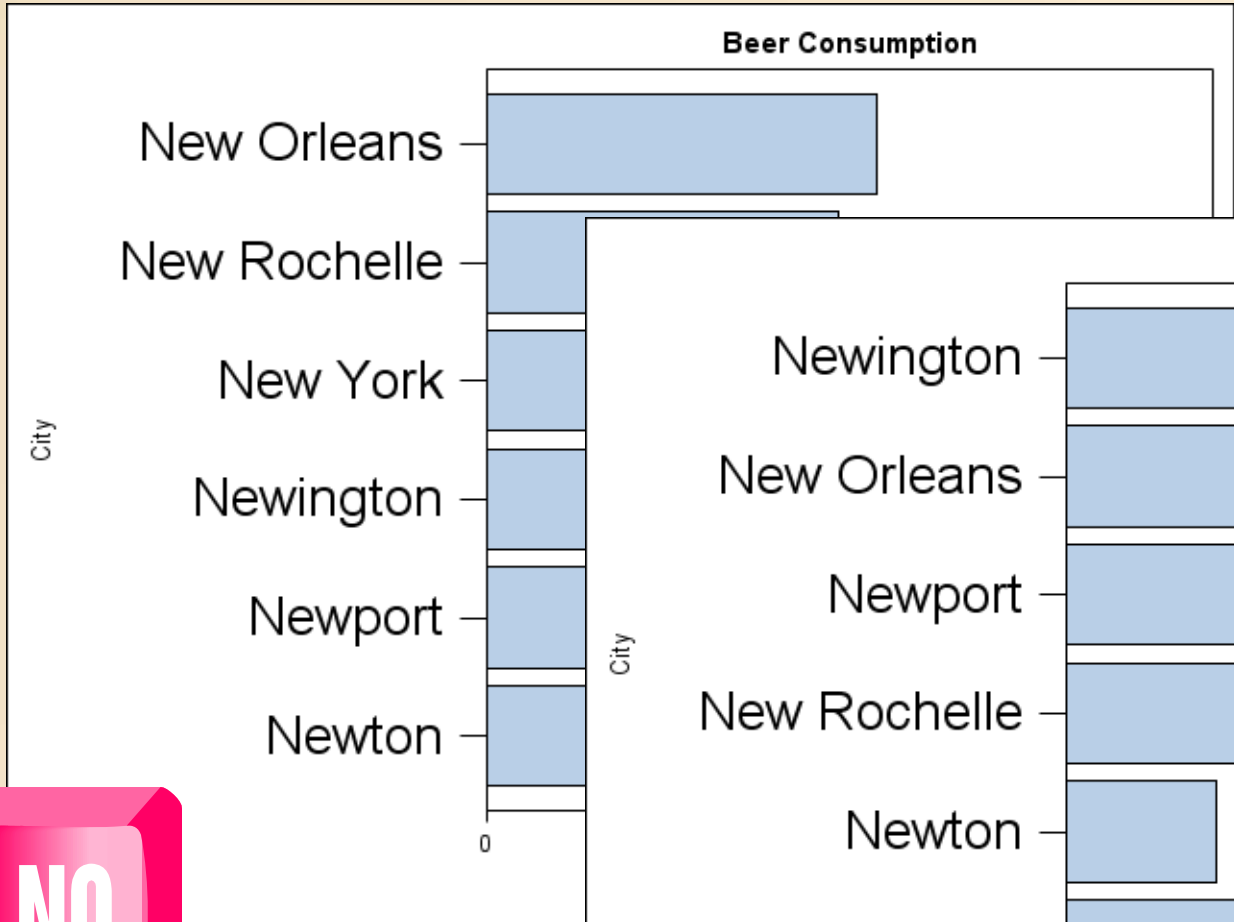 Beer Consumption
New Orleans
New Rochelle
New York
City
Newington
Newport
Newton
0
Newington
New Orleans
Newport
City
New Rochelle
Newton
NO